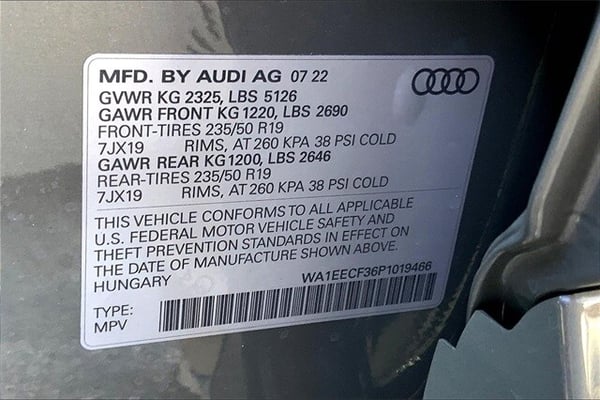 MFD. BY AUDI AG 07 22
GVWR KG 2325, LBS 5126
GAWR FRONT KG 1220, LBS 2690
FRONT-TIRES 235/50 R19
7JX19 RIMS, AT 260 KPA 38 PSI COLD
GAWR REAR KG1200, LBS 2646
REAR-TIRES 235/50 R19
7JX19 RIMS, AT 260 KPA 38 PSI COLD
THIS VEHICLE CONFORMS TO ALL APPLICABLE
U.S. FEDERAL MOTOR VEHICLE SAFETY AND
THEFT PREVENTION STANDARDS IN EFFECT ON
THE DATE OF MANUFACTURE SHOWN ABOVE.
HUNGARY WA1EECF36P1019466
TYPE:
MPV